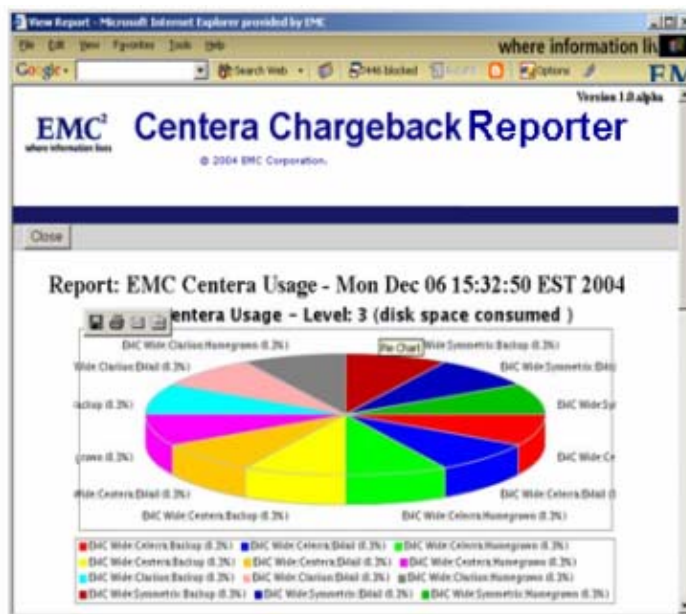 View Report - Microsoft Internet Explorer provided by EMC
File Edit View Favorites Tools Help
where information liv
Google Search Web 2446 blocked Options
EM
Version 1.0 alpha
EMC²
where information lives
Centera Chargeback Reporter
© 2004 EMC Corporation.
Close
Report: EMC Centera Usage - Mon Dec 06 15:32:50 EST 2004
entera Usage - Level: 3 (disk space consumed )
EMC Wide:Clariion:Homegrown (8.3%)
Pie Chart
Wide:Symmetrix:Backup (8.3%)
Wide:Clariion:EMail (8.3%)
EMC Wide:Symmetrix:EMai
Backup (8.3%)
EMC Wide:Sy
grown (8.3%)
EMC Wide:Ce
Wide:Centera:EMail (8.3%)
EMC Wide:Celerra:EMail (
EMC Wide:Centera:Backup (8.3%)
EMC Wide:Celerra:Homegrown (8.3%)
EMC Wide:Celerra:Backup (8.3%) EMC Wide:Celerra:EMail (8.3%) EMC Wide:Celerra:Homegrown (8.3%)
EMC Wide:Centera:Backup (8.3%) EMC Wide:Centera:EMail (8.3%) EMC Wide:Centera:Homegrown (8.3%)
EMC Wide:Clariion:Backup (8.3%) EMC Wide:Clariion:EMail (8.3%) EMC Wide:Clariion:Homegrown (8.3%)
EMC Wide:Symmetrix:Backup (8.3%) EMC Wide:Symmetrix:EMail (8.3%) EMC Wide:Symmetrix:Homegrown (8.3%)